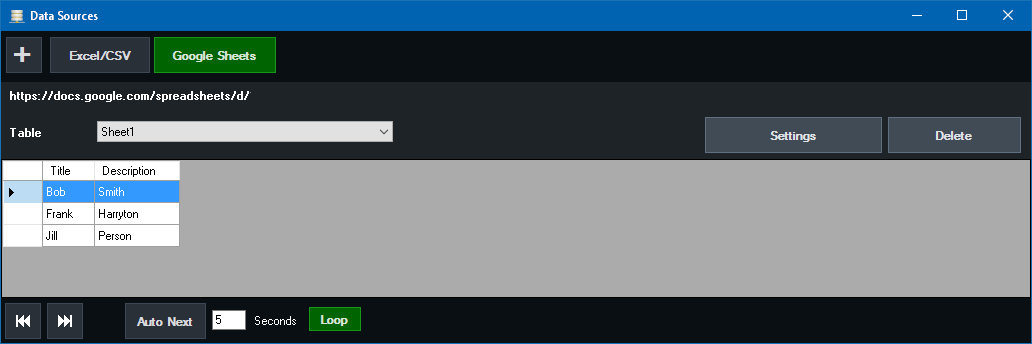 Data Sources
Excel/CSV Google Sheets
https://docs.google.com/spreadsheets/d/
Table Sheet1 Settings Delete
Title Description
Bob Smith
Frank Harryton
Jill Person
Auto Next 5 Seconds Loop